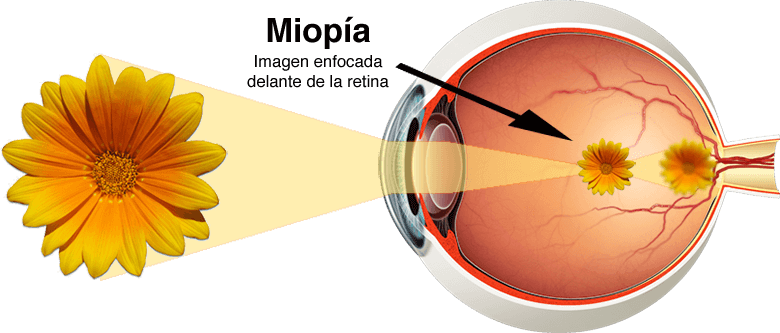 Miopía
Imagen enfocada
delante de la retina